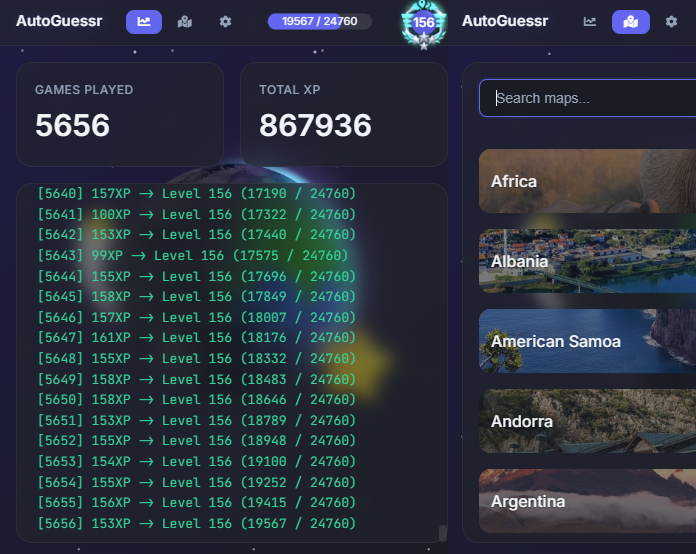 AutoGuessr
19567 / 24760
156
GAMES PLAYED
5656
TOTAL XP
867936
[5640] 157XP –> Level 156 (17190 / 24760)
[5641] 100XP –> Level 156 (17322 / 24760)
[5642] 153XP –> Level 156 (17440 / 24760)
[5643] 99XP –> Level 156 (17575 / 24760)
[5644] 155XP –> Level 156 (17696 / 24760)
[5645] 158XP –> Level 156 (17849 / 24760)
[5646] 157XP –> Level 156 (18007 / 24760)
[5647] 161XP –> Level 156 (18176 / 24760)
[5648] 155XP –> Level 156 (18332 / 24760)
[5649] 158XP –> Level 156 (18483 / 24760)
[5650] 158XP –> Level 156 (18646 / 24760)
[5651] 153XP –> Level 156 (18789 / 24760)
[5652] 155XP –> Level 156 (18948 / 24760)
[5653] 154XP –> Level 156 (19100 / 24760)
[5654] 155XP –> Level 156 (19252 / 24760)
[5655] 156XP –> Level 156 (19415 / 24760)
[5656] 153XP –> Level 156 (19567 / 24760)
AutoGuessr
Search maps...
Africa
Albania
American Samoa
Andorra
Argentina